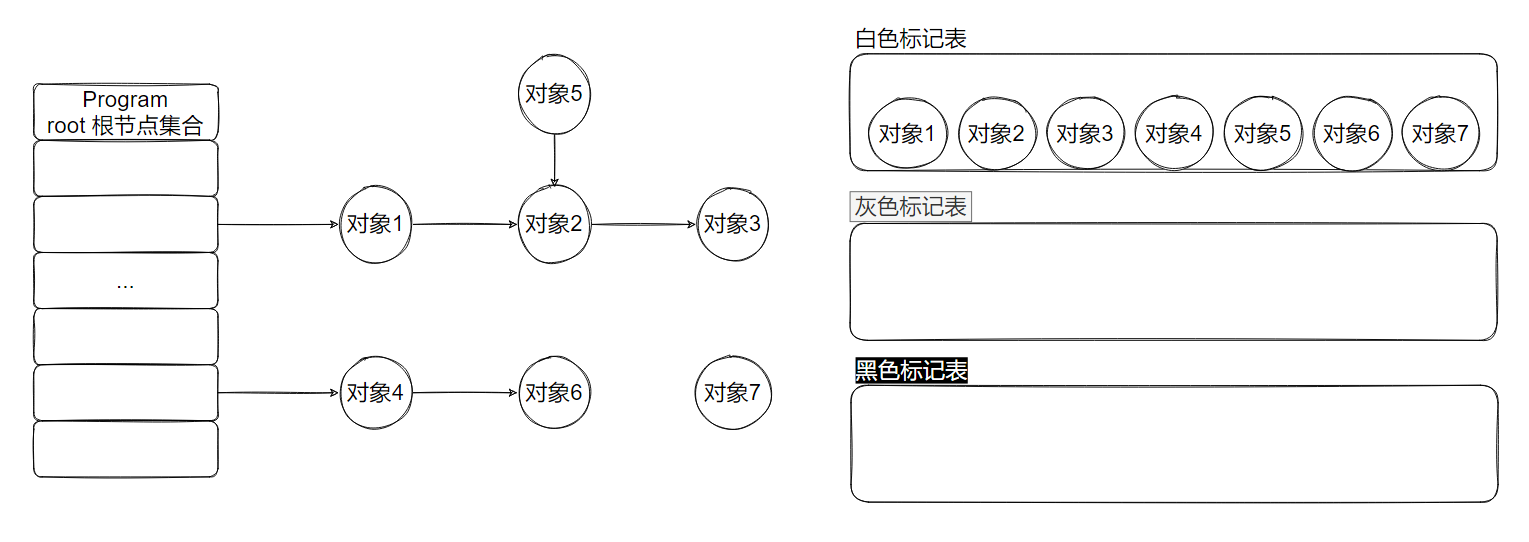 Program
root 根节点集合
...
对象5
对象1
对象2
对象3
对象4
对象6
对象7
白色标记表
对象1
对象2
对象3
对象4
对象5
对象6
对象7
灰色标记表
黑色标记表